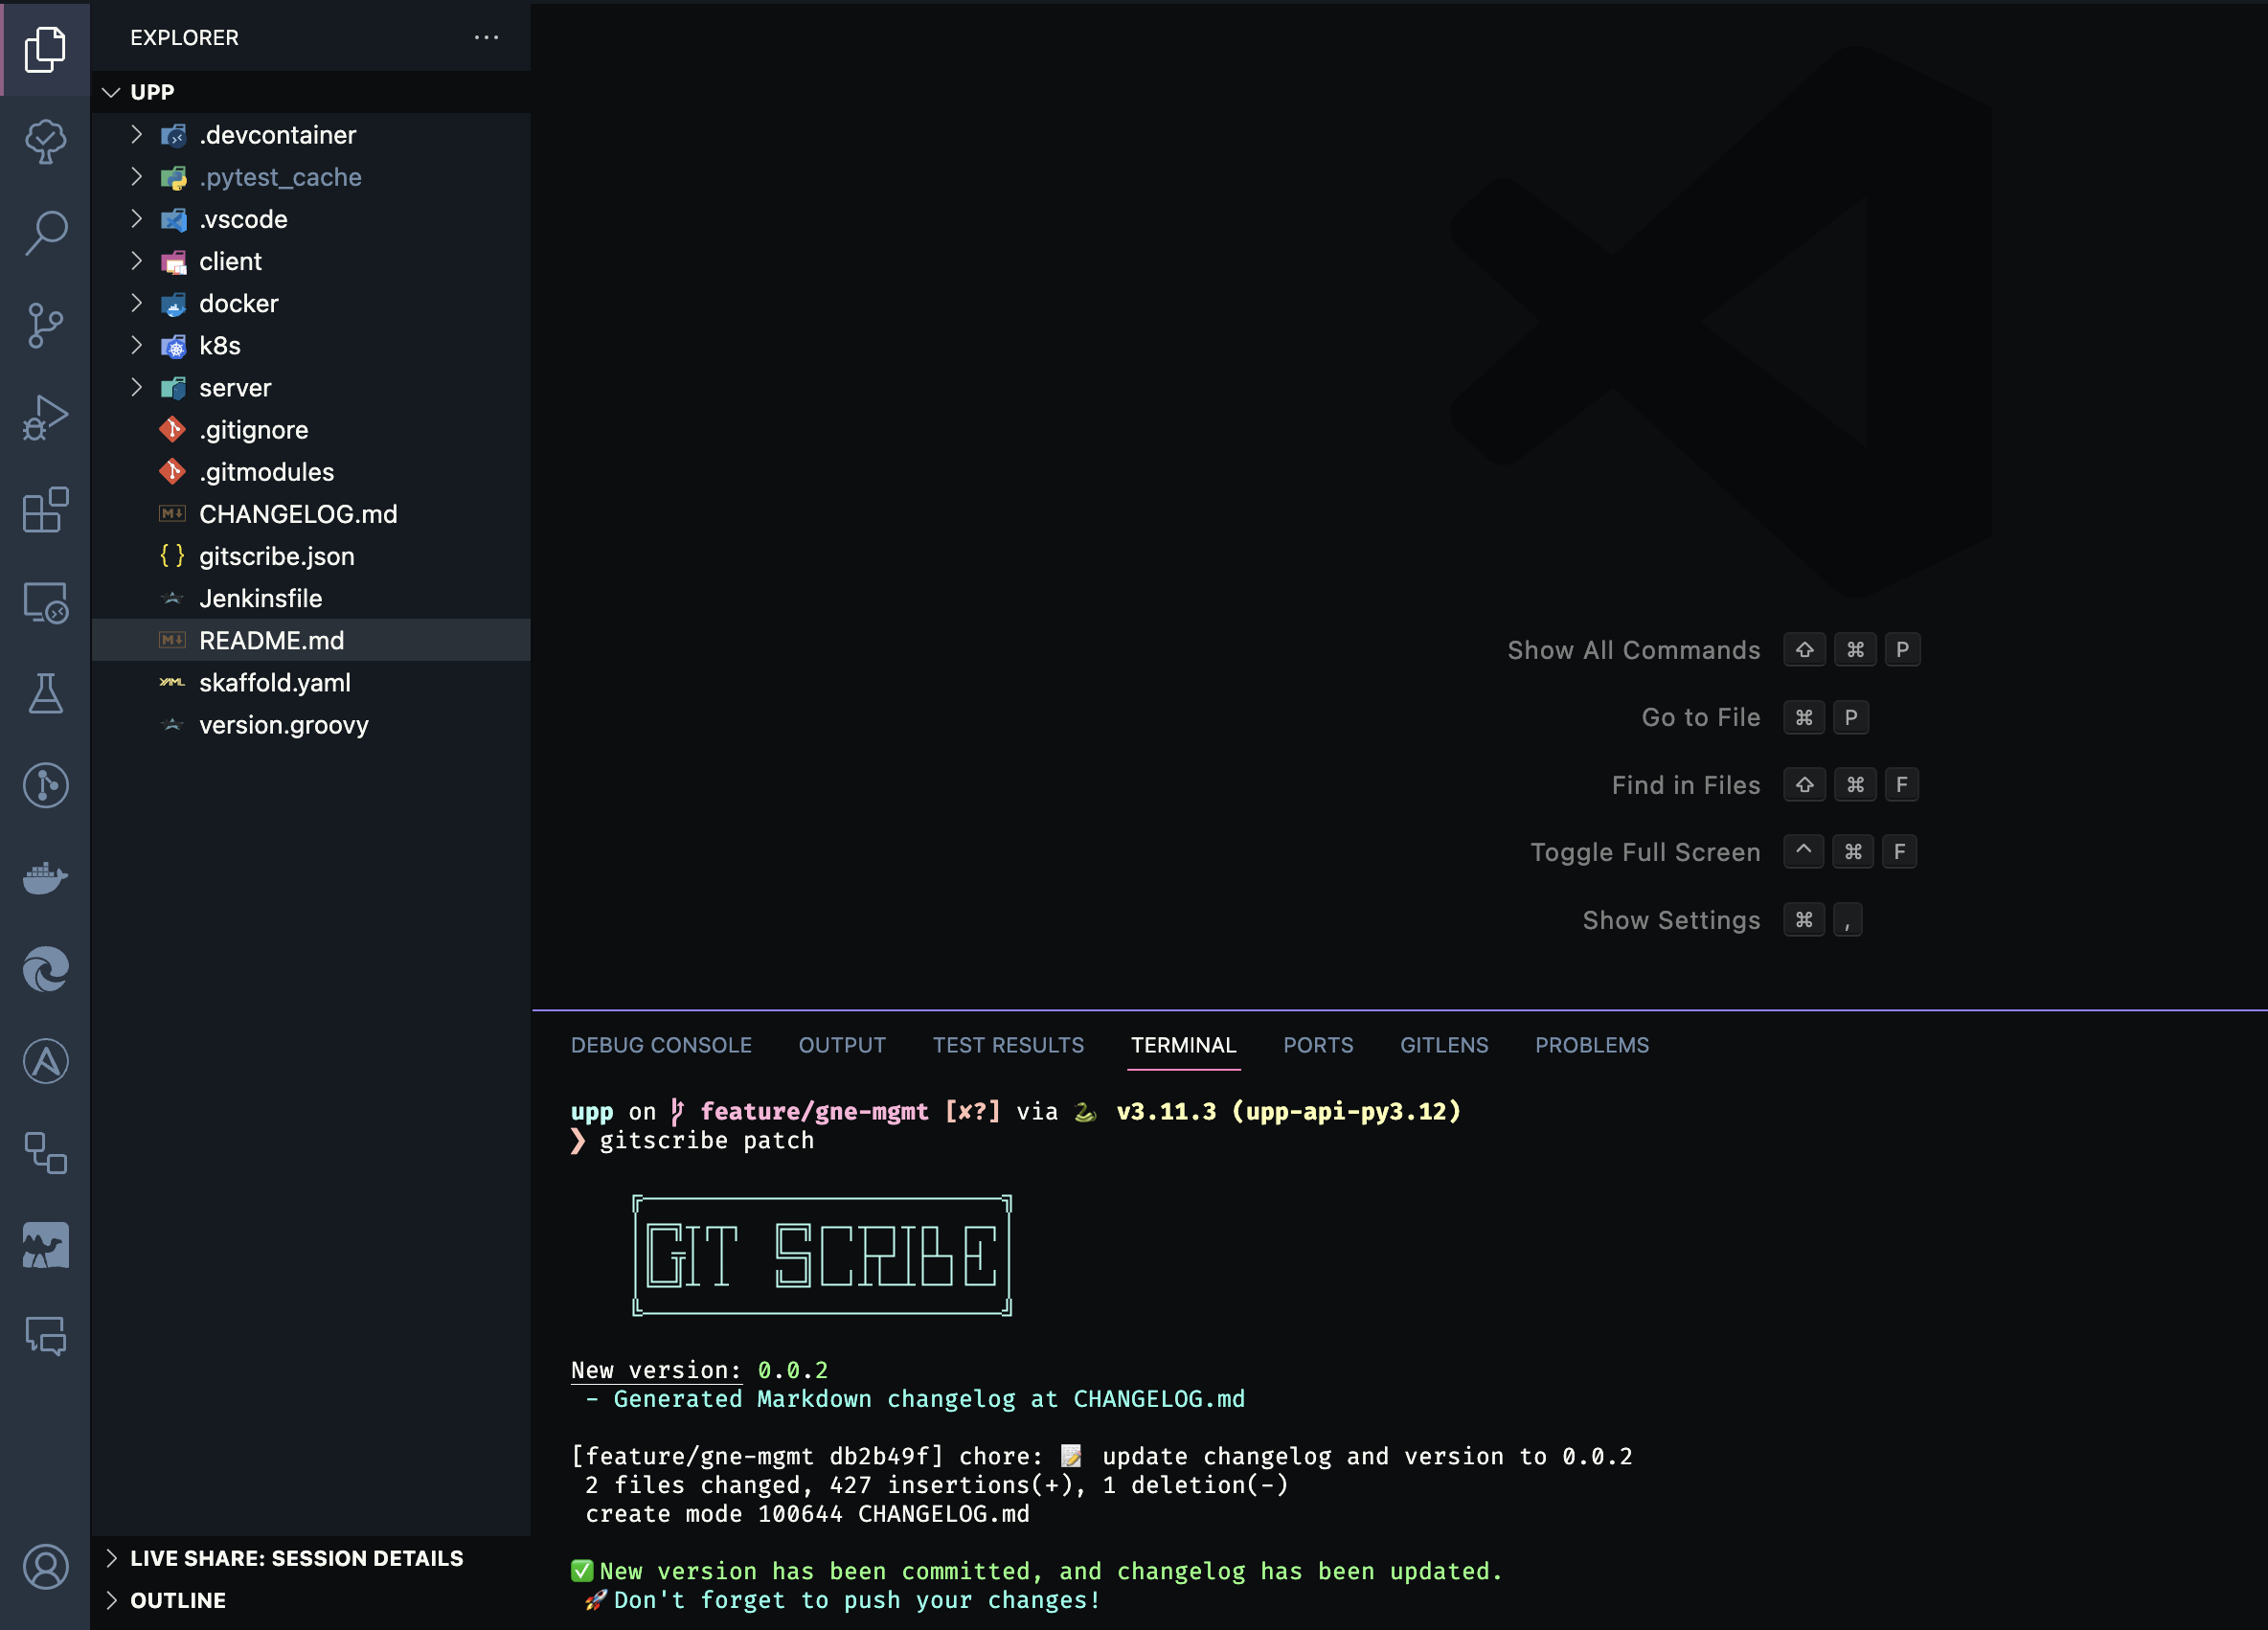 EXPLORER
UPP
.devcontainer
.pytest_cache
.vscode
client
docker
k8s
server
.gitignore
.gitmodules
CHANGELOG.md
gitscribe.json
Jenkinsfile
README.md
skaffold.yaml
version.groovy
LIVE SHARE: SESSION DETAILS
OUTLINE
Show All Commands ⇧ ⌘ P
Go to File ⌘ P
Find in Files ⇧ ⌘ F
Toggle Full Screen ^ ⌘ F
Show Settings ⌘ ,
DEBUG CONSOLE OUTPUT TEST RESULTS TERMINAL PORTS GITLENS PROBLEMS
upp on feature/gne-mgmt [✘?] via 🐍 v3.11.3 (upp-api-py3.12)
❯ gitscribe patch
GIT SCRIBE
New version: 0.0.2
- Generated Markdown changelog at CHANGELOG.md
[feature/gne-mgmt db2b49f] chore: 📝 update changelog and version to 0.0.2
2 files changed, 427 insertions(+), 1 deletion(-)
create mode 100644 CHANGELOG.md
✅New version has been committed, and changelog has been updated.
🚀Don't forget to push your changes!